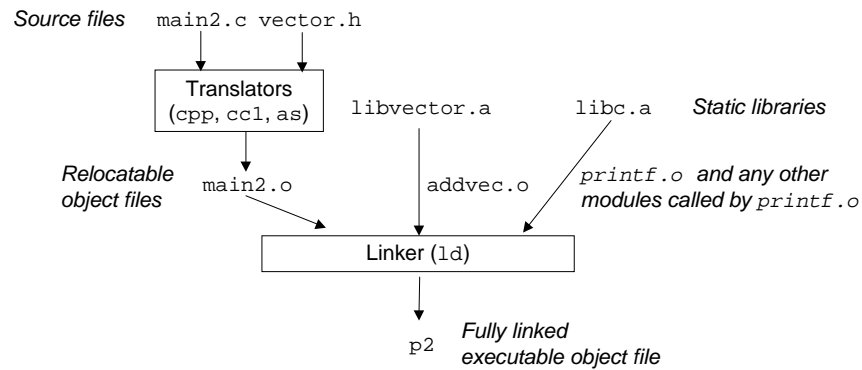 Source files main2.c vector.h
Translators
(cpp, cc1, as)
libvector.a libc.a Static libraries
Relocatable
object files
main2.o
addvec.o
printf.o and any other
modules called by printf.o
Linker (ld)
p2
Fully linked
executable object file